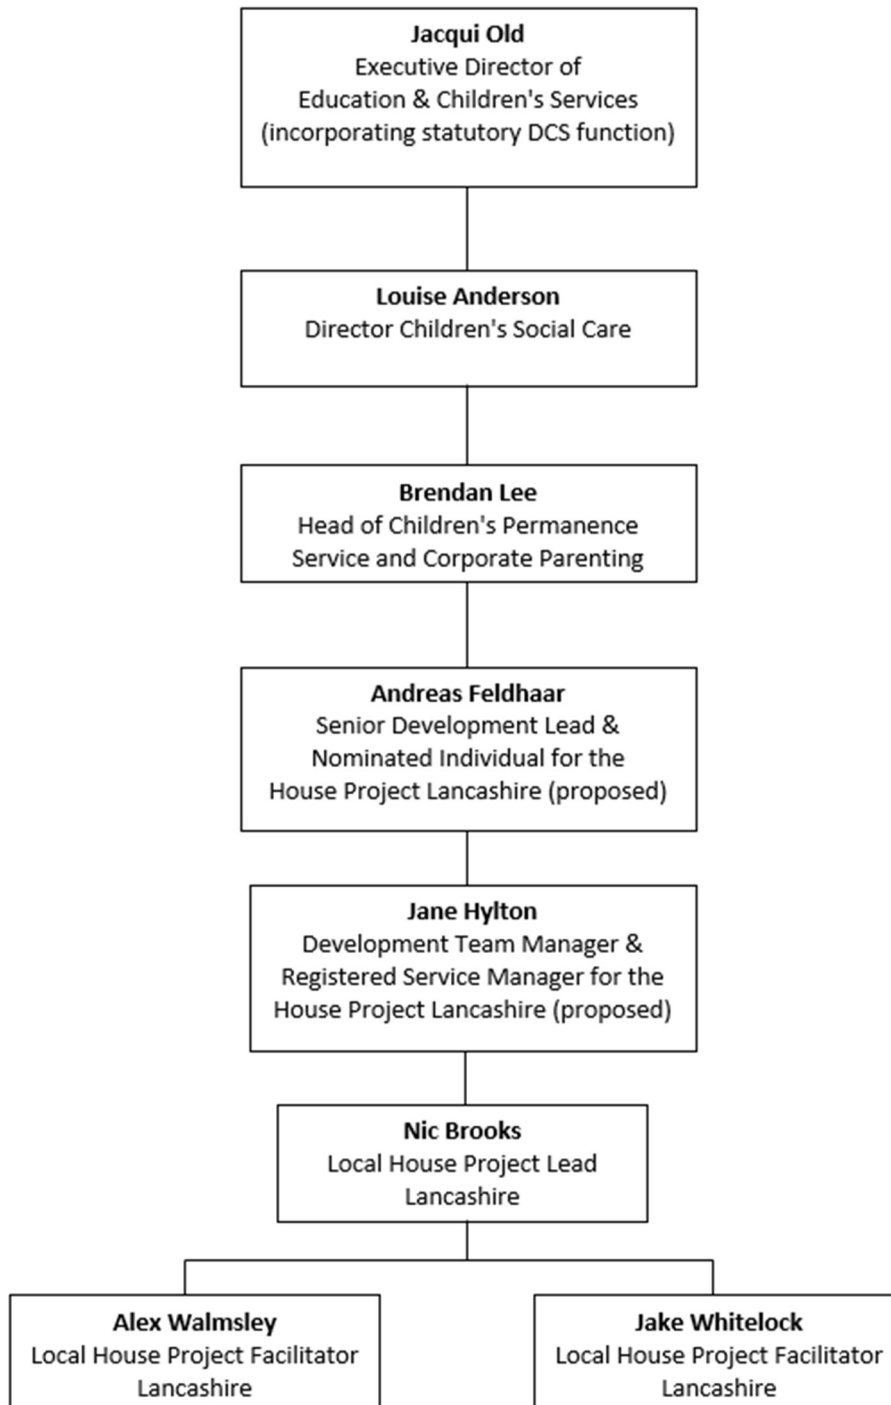 Jacqui Old
Executive Director of
Education & Children's Services
(incorporating statutory DCS function)
Louise Anderson
Director Children's Social Care
Brendan Lee
Head of Children's Permanence
Service and Corporate Parenting
Andreas Feldhaar
Senior Development Lead &
Nominated Individual for the
House Project Lancashire (proposed)
Jane Hylton
Development Team Manager &
Registered Service Manager for the
House Project Lancashire (proposed)
Nic Brooks
Local House Project Lead
Lancashire
Alex Walmsley
Local House Project Facilitator
Lancashire
Jake Whitelock
Local House Project Facilitator
Lancashire